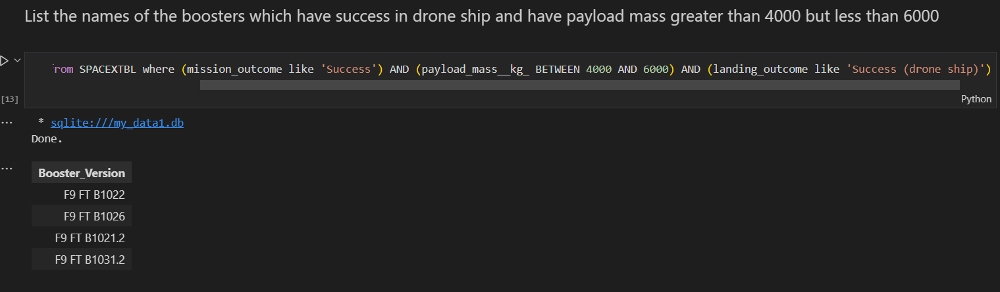 List the names of the boosters which have success in drone ship and have payload mass greater than 4000 but less than 6000
from SPACEXTBL where (mission_outcome like 'Success') AND (payload_mass__kg_ BETWEEN 4000 AND 6000) AND (landing_outcome like 'Success (drone ship)')
[13]
Python
* sqlite:///my_data1.db
Done.
Booster_Version
F9 FT B1022
F9 FT B1026
F9 FT B1021.2
F9 FT B1031.2